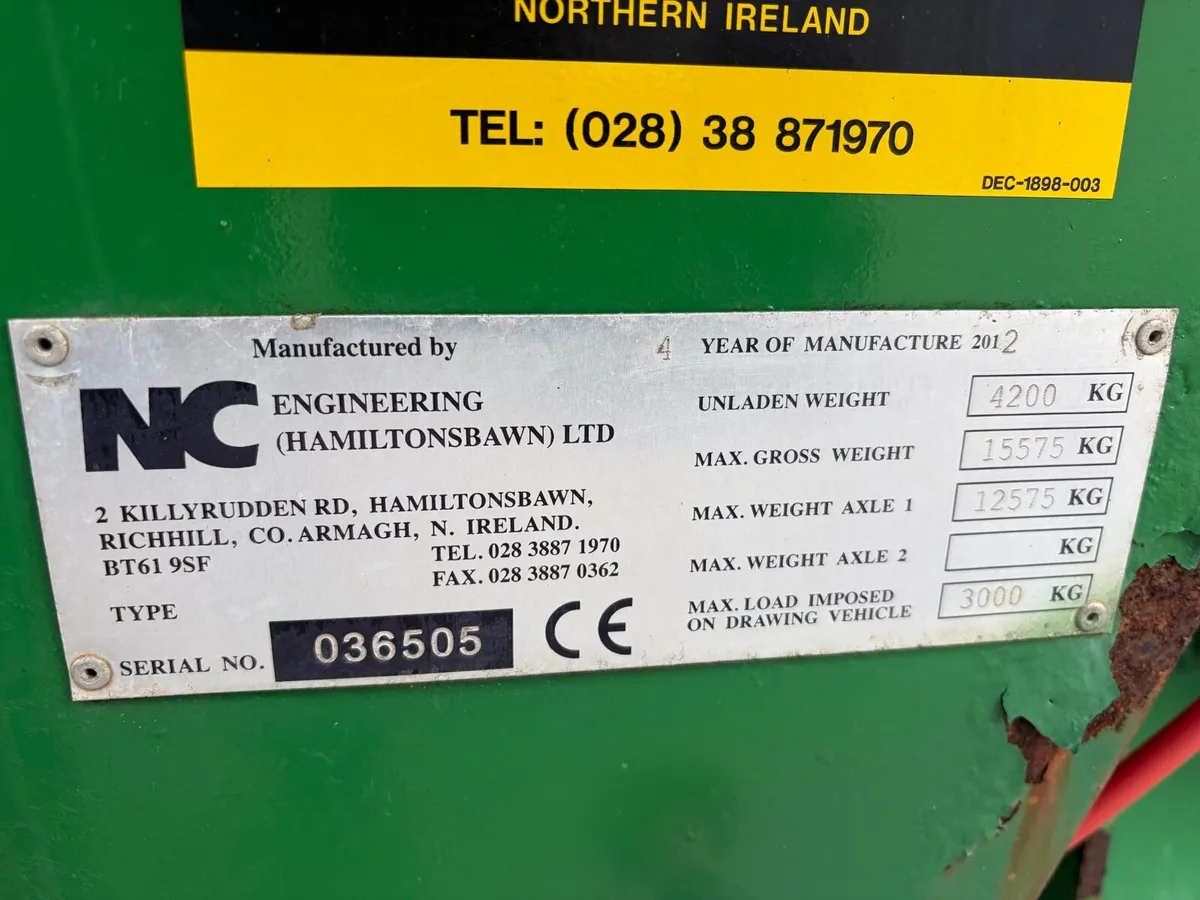 NORTHERN IRELAND
TEL: (028) 38 871970
DEC-1898-003
Manufactured by
NC ENGINEERING
(HAMILTONSBAWN) LTD
2 KILLYRUDDEN RD, HAMILTONSBAWN,
RICHHILL, CO. ARMAGH, N. IRELAND.
BT61 9SF
TEL. 028 3887 1970
FAX. 028 3887 0362
TYPE
SERIAL NO. 036505
CE
4 YEAR OF MANUFACTURE 2012
UNLADEN WEIGHT 4200 KG
MAX. GROSS WEIGHT 15575 KG
MAX. WEIGHT AXLE 1 12575 KG
MAX. WEIGHT AXLE 2 KG
MAX. LOAD IMPOSED
ON DRAWING VEHICLE 3000 KG